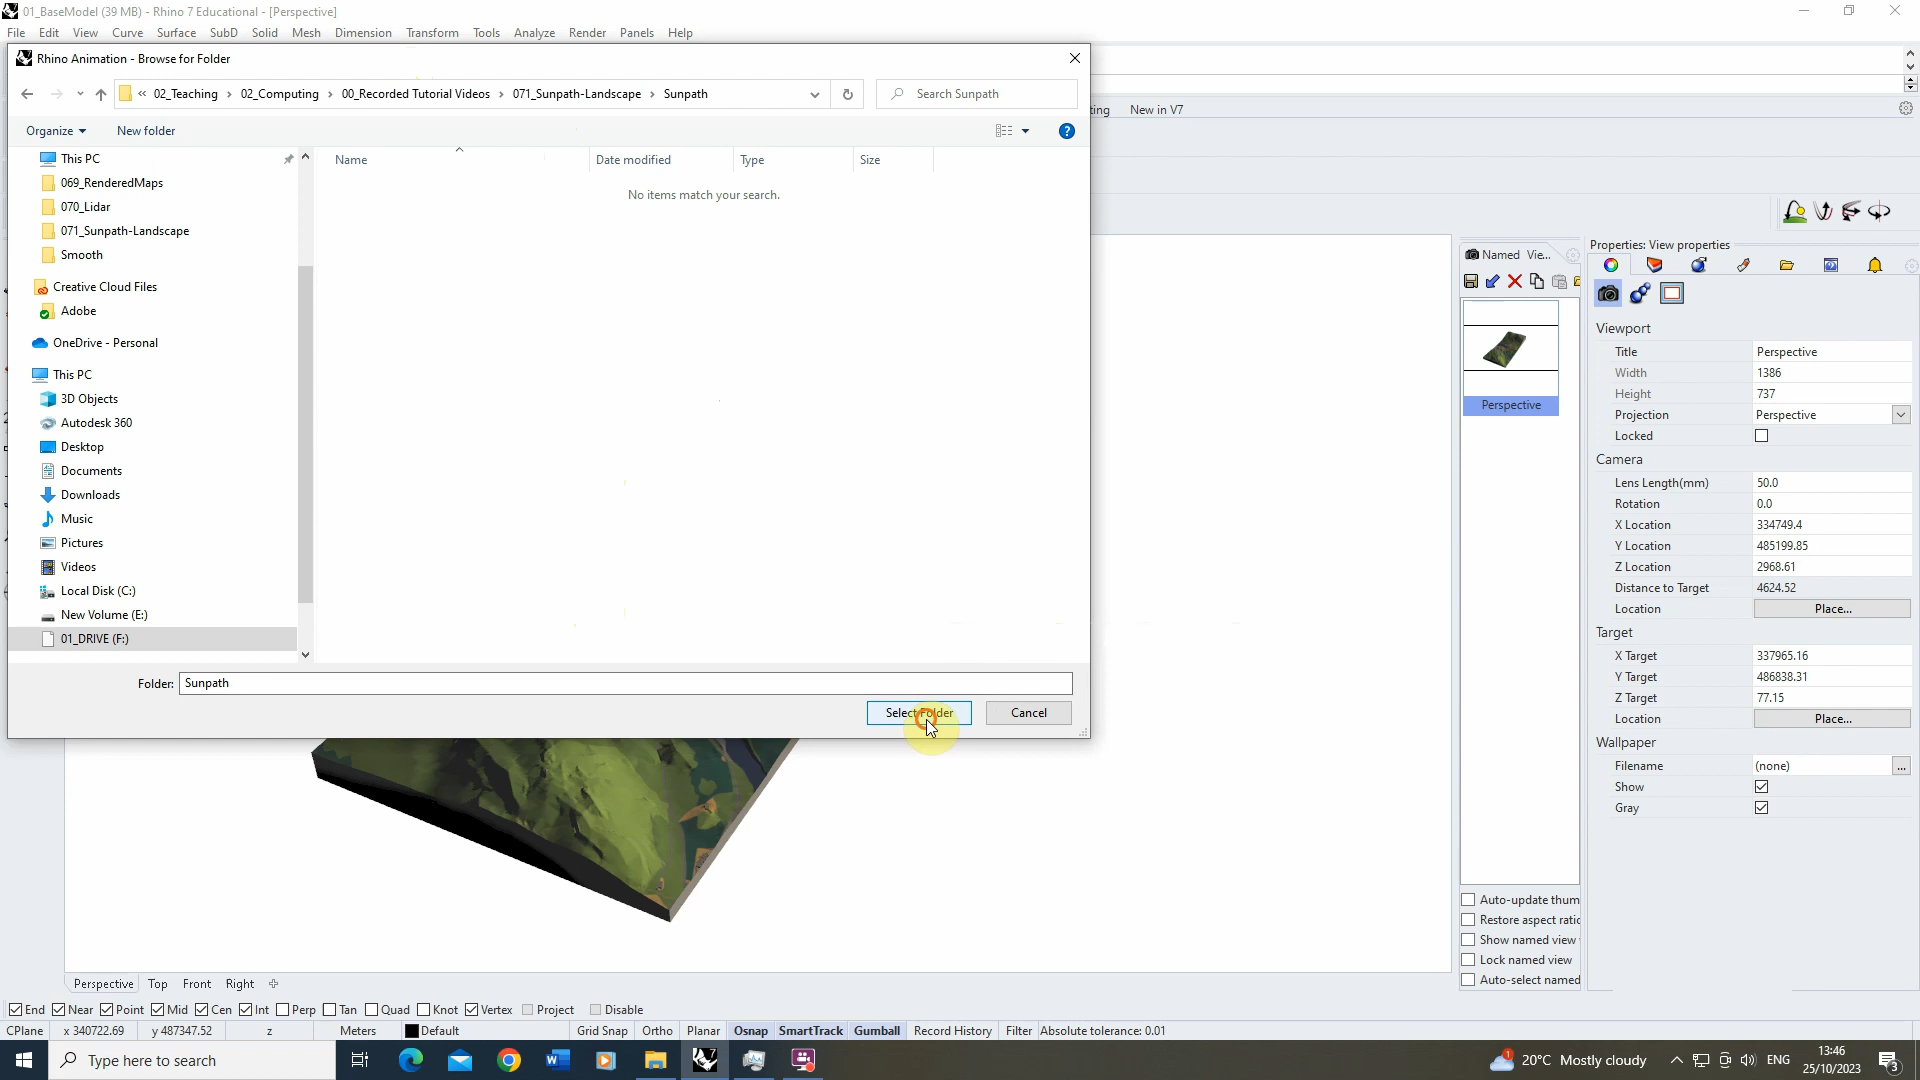 01_BaseModel (39 MB) - Rhino 7 Educational - [Perspective]
File Edit View Curve Surface SubD Solid Mesh Dimension Transform Tools Analyze Render Panels Help
Rhino Animation - Browse for Folder
« 02_Teaching › 02_Computing › 00_Recorded Tutorial Videos › 071_Sunpath-Landscape › Sunpath
Search Sunpath
New in V7
Organize New folder
This PC
Name Date modified Type Size
069_RenderedMaps
No items match your search.
070_Lidar
071_Sunpath-Landscape
Smooth
Creative Cloud Files
Adobe
OneDrive - Personal
This PC
3D Objects
Autodesk 360
Desktop
Documents
Downloads
Music
Pictures
Videos
Local Disk (C:)
New Volume (E:)
01_DRIVE (F:)
Folder: Sunpath
Select Folder Cancel
Named Vie...
Perspective
Auto-update thum
Restore aspect ratio
Show named view
Lock named view
Auto-select named
Properties: View properties
Viewport
Title Perspective
Width 1386
Height 737
Projection Perspective
Locked
Camera
Lens Length(mm) 50.0
Rotation 0.0
X Location 334749.4
Y Location 485199.85
Z Location 2968.61
Distance to Target 4624.52
Location Place...
Target
X Target 337965.16
Y Target 486838.31
Z Target 77.15
Location Place...
Wallpaper
Filename (none) ...
Show
Gray
Perspective Top Front Right
End Near Point Mid Cen Int Perp Tan Quad Knot Vertex Project Disable
CPlane x 340722.69 y 487347.52 z Meters Default Grid Snap Ortho Planar Osnap SmartTrack Gumball Record History Filter Absolute tolerance: 0.01
Type here to search
20°C Mostly cloudy ENG
13:46
25/10/2023
3